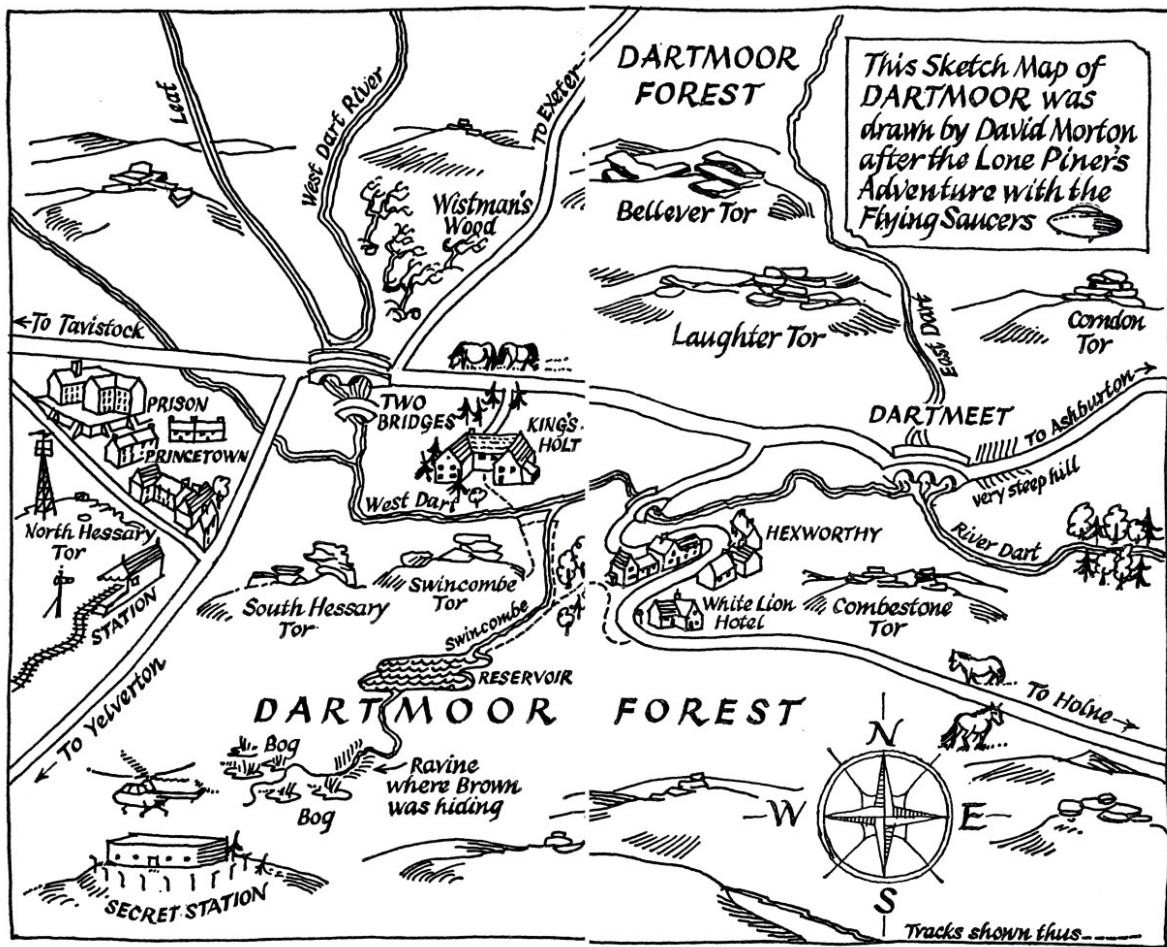 DARTMOOR
FOREST
This Sketch Map of
DARTMOOR was
drawn by David Morton
after the Lone Piner's
Adventure with the
Flying Saucers
Leat
West Dart River
TO EXETER
Wistman's
Wood
Bellever Tor
Laughter Tor
East Dart
Corndon
Tor
←To Tavistock
PRISON
PRINCETOWN
TWO
BRIDGES
KING'S
HOLT
DARTMEET
To Ashburton
very steep hill
West Dart
River Dart
North Hessary
Tor
STATION
South Hessary
Tor
Swincombe
Tor
Swincombe
HEXWORTHY
White Lion
Hotel
Combestone
Tor
RESERVOIR
DARTMOOR FOREST
To Yelverton
To Holne
Bog
Bog
Ravine
where Brown
was hiding
SECRET STATION
N
W
E
S
Tracks shown thus-----